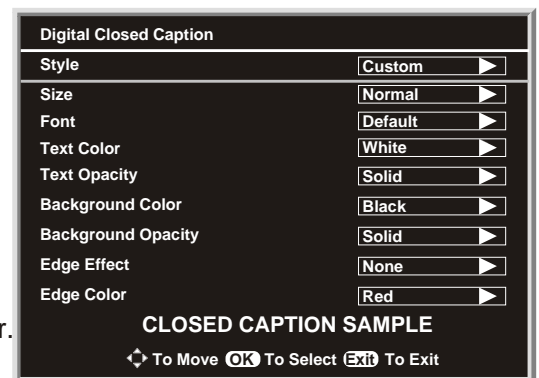 Digital Closed Caption
Style Custom
Size Normal
Font Default
Text Color White
Text Opacity Solid
Background Color Black
Background Opacity Solid
Edge Effect None
Edge Color Red
r.
CLOSED CAPTION SAMPLE
To Move OK To Select Exit To Exit